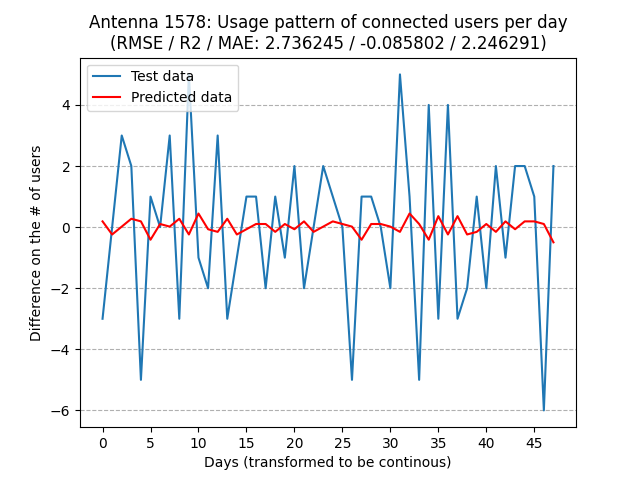 Antenna 1578: Usage pattern of connected users per day
(RMSE / R2 / MAE: 2.736245 / -0.085802 / 2.246291)
Test data
Predicted data
Difference on the # of users
4
2
0
−2
−4
−6
0 5 10 15 20 25 30 35 40 45
Days (transformed to be continous)